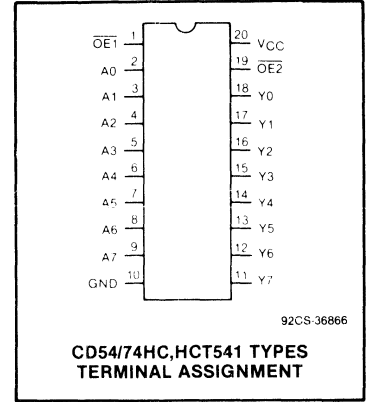 OE1 1 20 VCC
A0 2 19 OE2
A1 3 18 Y0
A2 4 17 Y1
A3 5 16 Y2
A4 6 15 Y3
A5 7 14 Y4
A6 8 13 Y5
A7 9 12 Y6
GND 10 11 Y7
92CS-36866
CD54/74HC,HCT541 TYPES
TERMINAL ASSIGNMENT